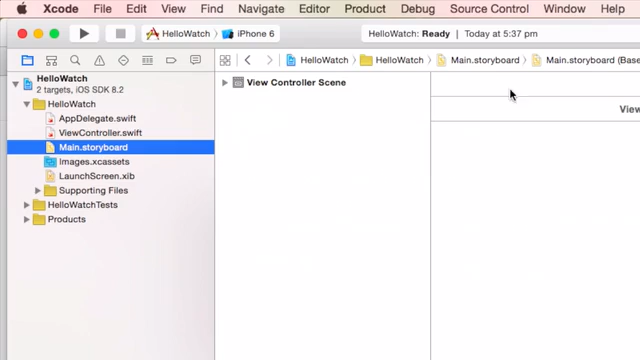 Xcode File Edit View Find Navigate Editor Product Debug Source Control Window Help
HelloWatch iPhone 6 HelloWatch: Ready | Today at 5:37 pm
HelloWatch HelloWatch Main.storyboard Main.storyboard (Base
HelloWatch
2 targets, iOS SDK 8.2
HelloWatch
AppDelegate.swift
ViewController.swift
Main.storyboard
Images.xcassets
LaunchScreen.xib
Supporting Files
HelloWatchTests
Products
View Controller Scene
View